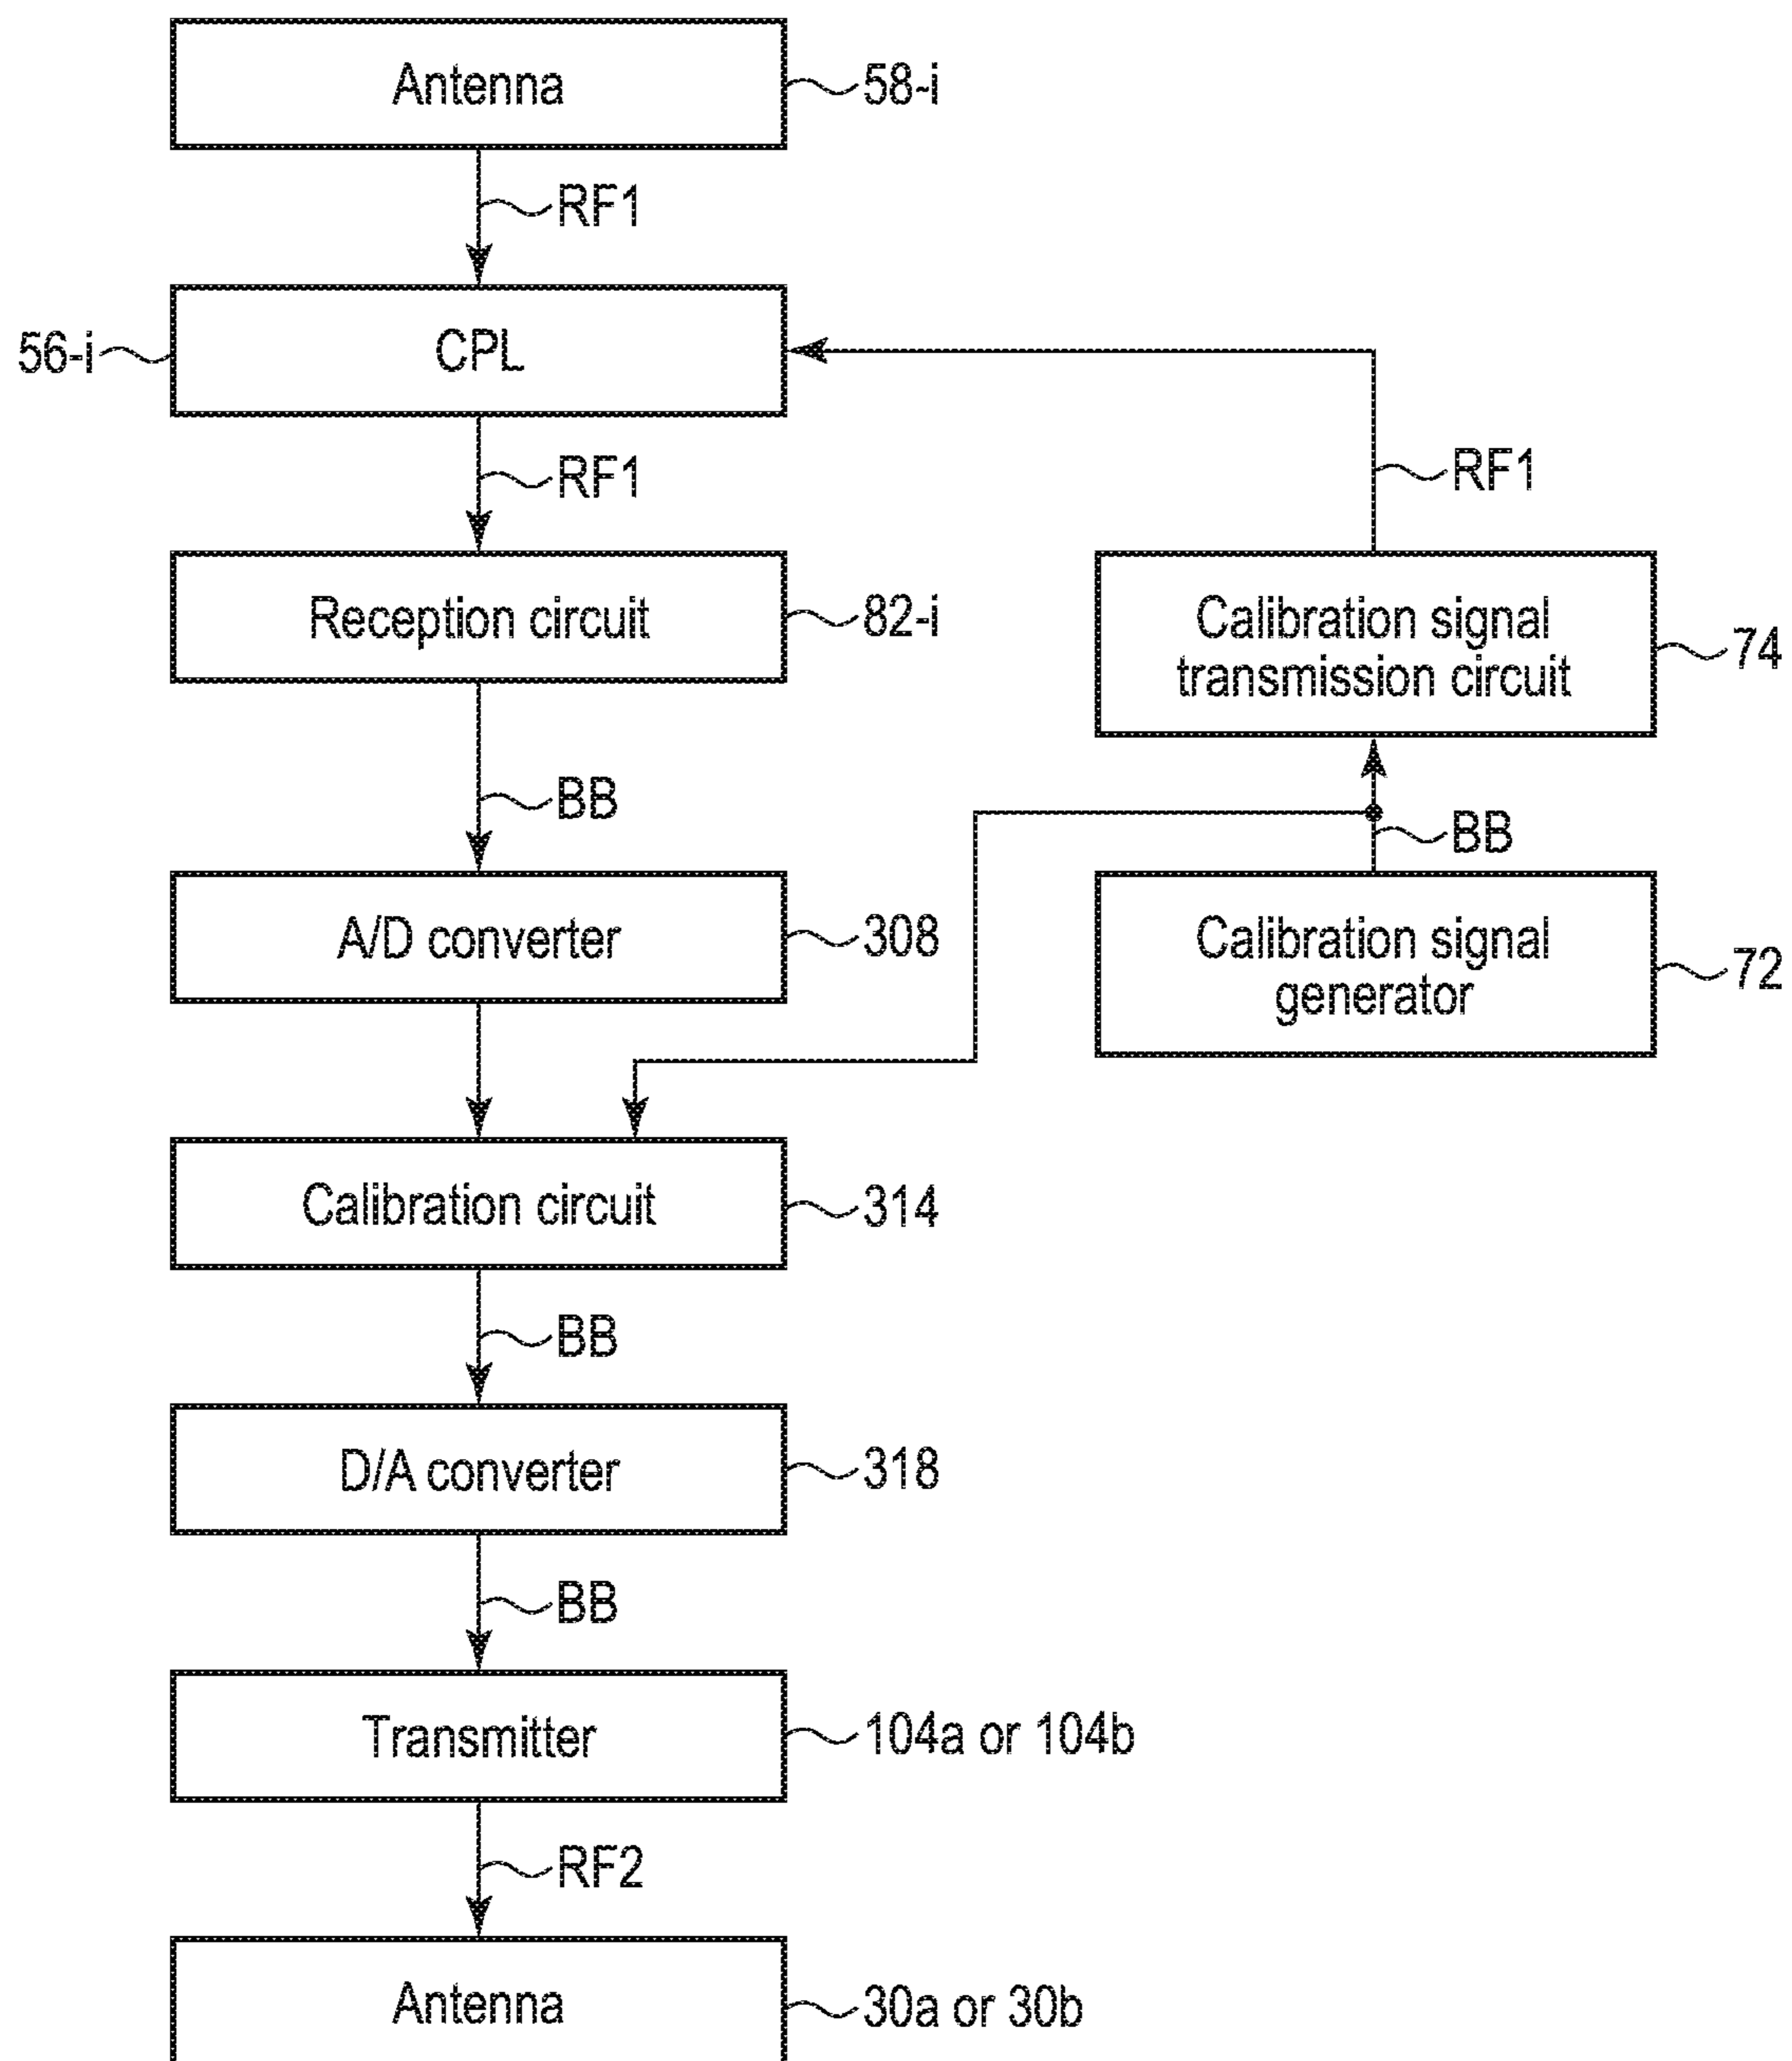 Antenna
58-i
RF1
56-i
CPL
RF1
RF1
Reception circuit
82-i
Calibration signal
transmission circuit
74
BB
BB
A/D converter
308
Calibration signal
generator
72
Calibration circuit
314
BB
D/A converter
318
BB
Transmitter
104a or 104b
RF2
Antenna
30a or 30b